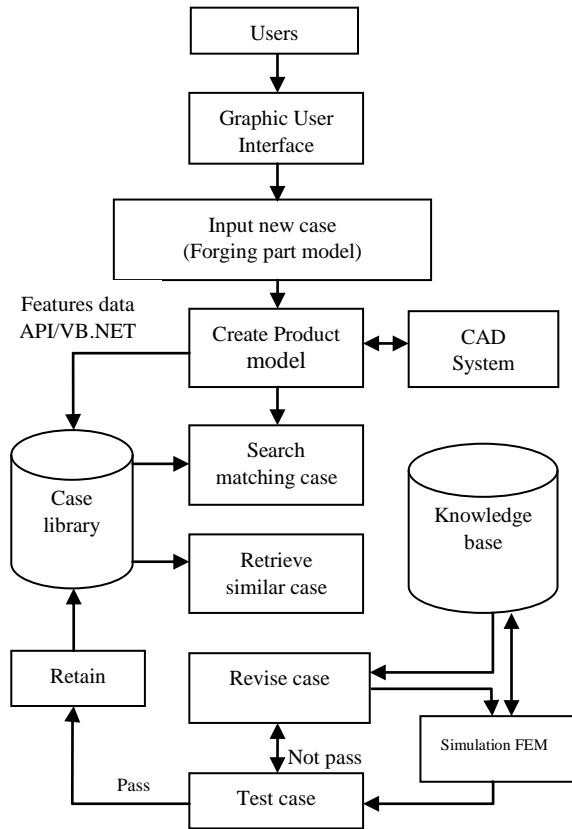 Users
Graphic User
Interface
Input new case
(Forging part model)
Features data
API/VB.NET
Create Product
model
CAD
System
Search
matching case
Case
library
Knowledge
base
Retrieve
similar case
Retain
Revise case
Simulation FEM
Not pass
Pass
Test case